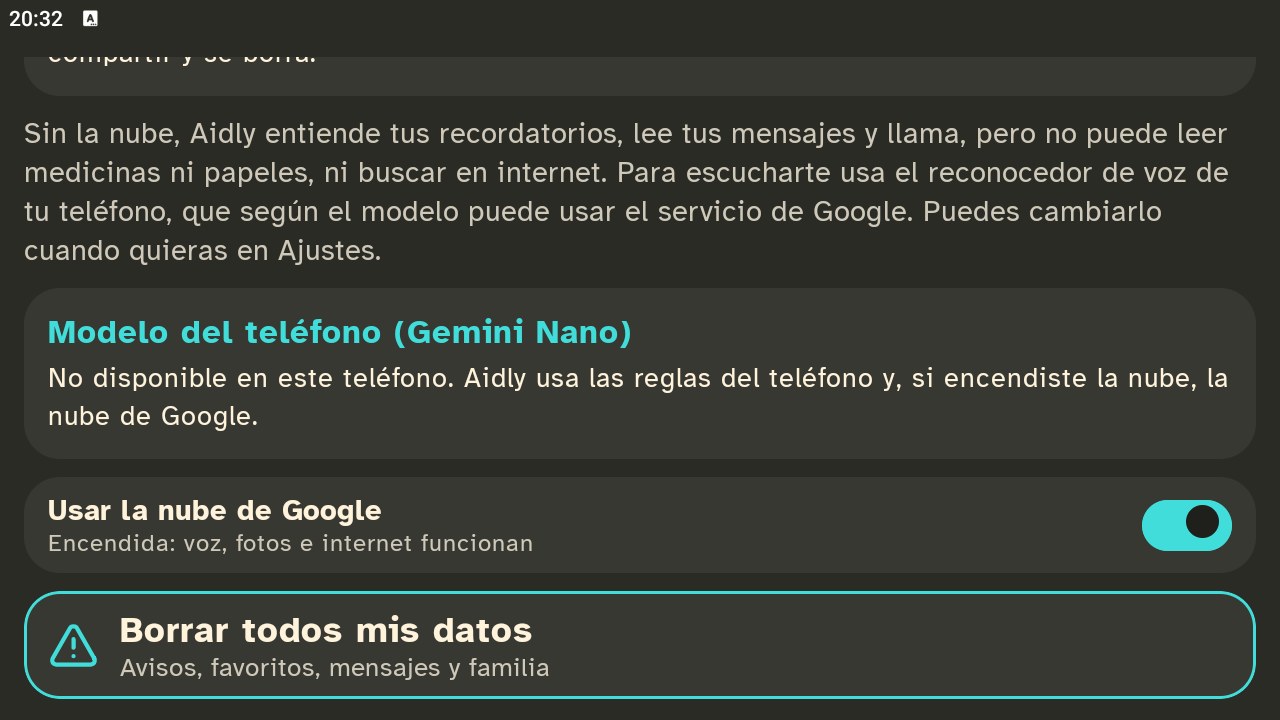 20:32
compartir y se borra.
Sin la nube, Aidly entiende tus recordatorios, lee tus mensajes y llama, pero no puede leer
medicinas ni papeles, ni buscar en internet. Para escucharte usa el reconocedor de voz de
tu teléfono, que según el modelo puede usar el servicio de Google. Puedes cambiarlo
cuando quieras en Ajustes.
Modelo del teléfono (Gemini Nano)
No disponible en este teléfono. Aidly usa las reglas del teléfono y, si encendiste la nube, la
nube de Google.
Usar la nube de Google
Encendida: voz, fotos e internet funcionan
Borrar todos mis datos
Avisos, favoritos, mensajes y familia